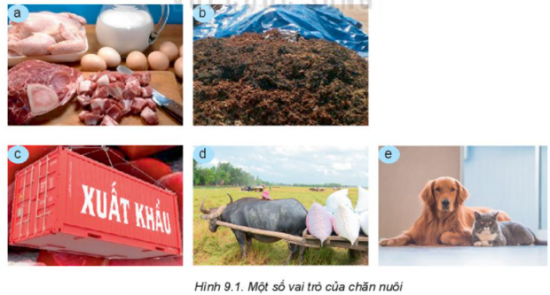 a
b
c
XUẤT KHẨU
d
e
Hình 9.1. Một số vai trò của chăn nuôi